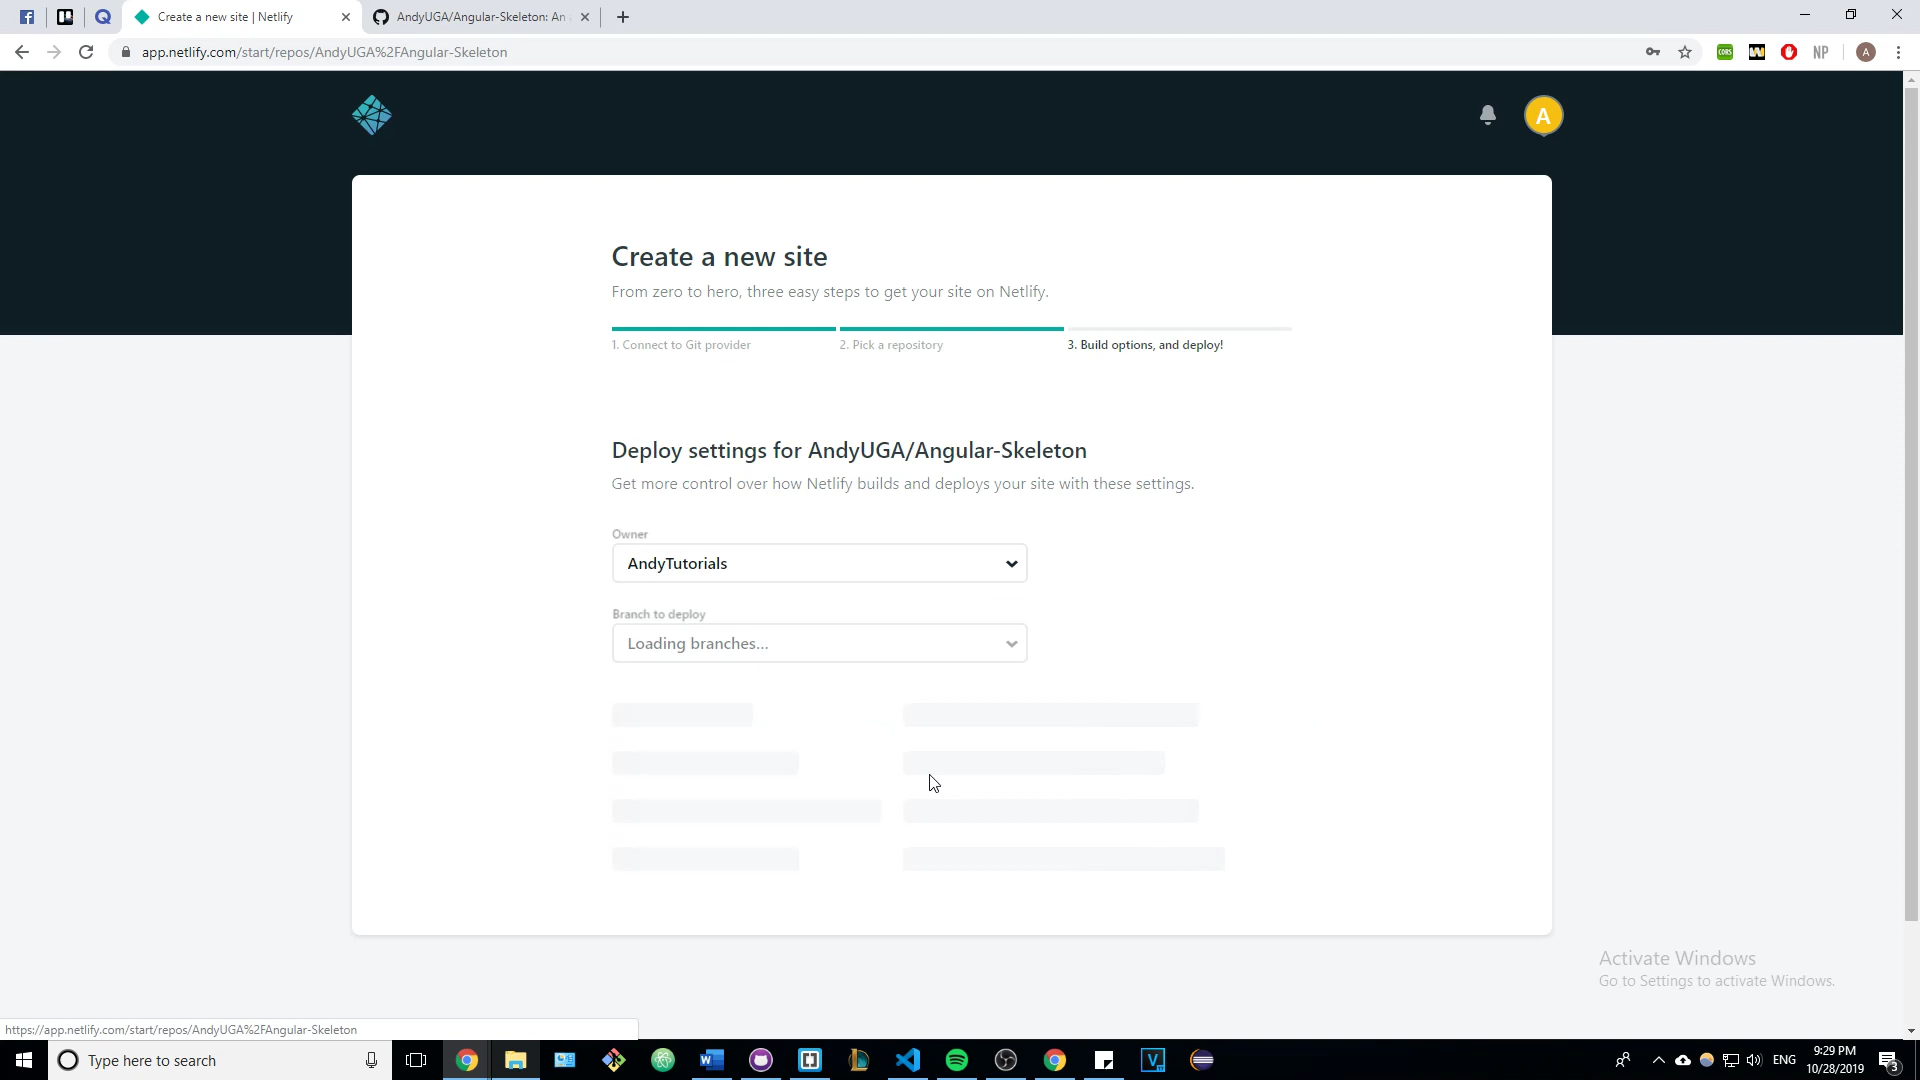 Create a new site | Netlify
AndyUGA/Angular-Skeleton: An
app.netlify.com/start/repos/AndyUGA%2FAngular-Skeleton
CORS
NP
A
A
Create a new site
From zero to hero, three easy steps to get your site on Netlify.
1. Connect to Git provider
2. Pick a repository
3. Build options, and deploy!
Deploy settings for AndyUGA/Angular-Skeleton
Get more control over how Netlify builds and deploys your site with these settings.
Owner
AndyTutorials
Branch to deploy
Loading branches...
Activate Windows
Go to Settings to activate Windows.
https://app.netlify.com/start/repos/AndyUGA%2FAngular-Skeleton
Type here to search
ENG
9:29 PM
10/28/2019
3